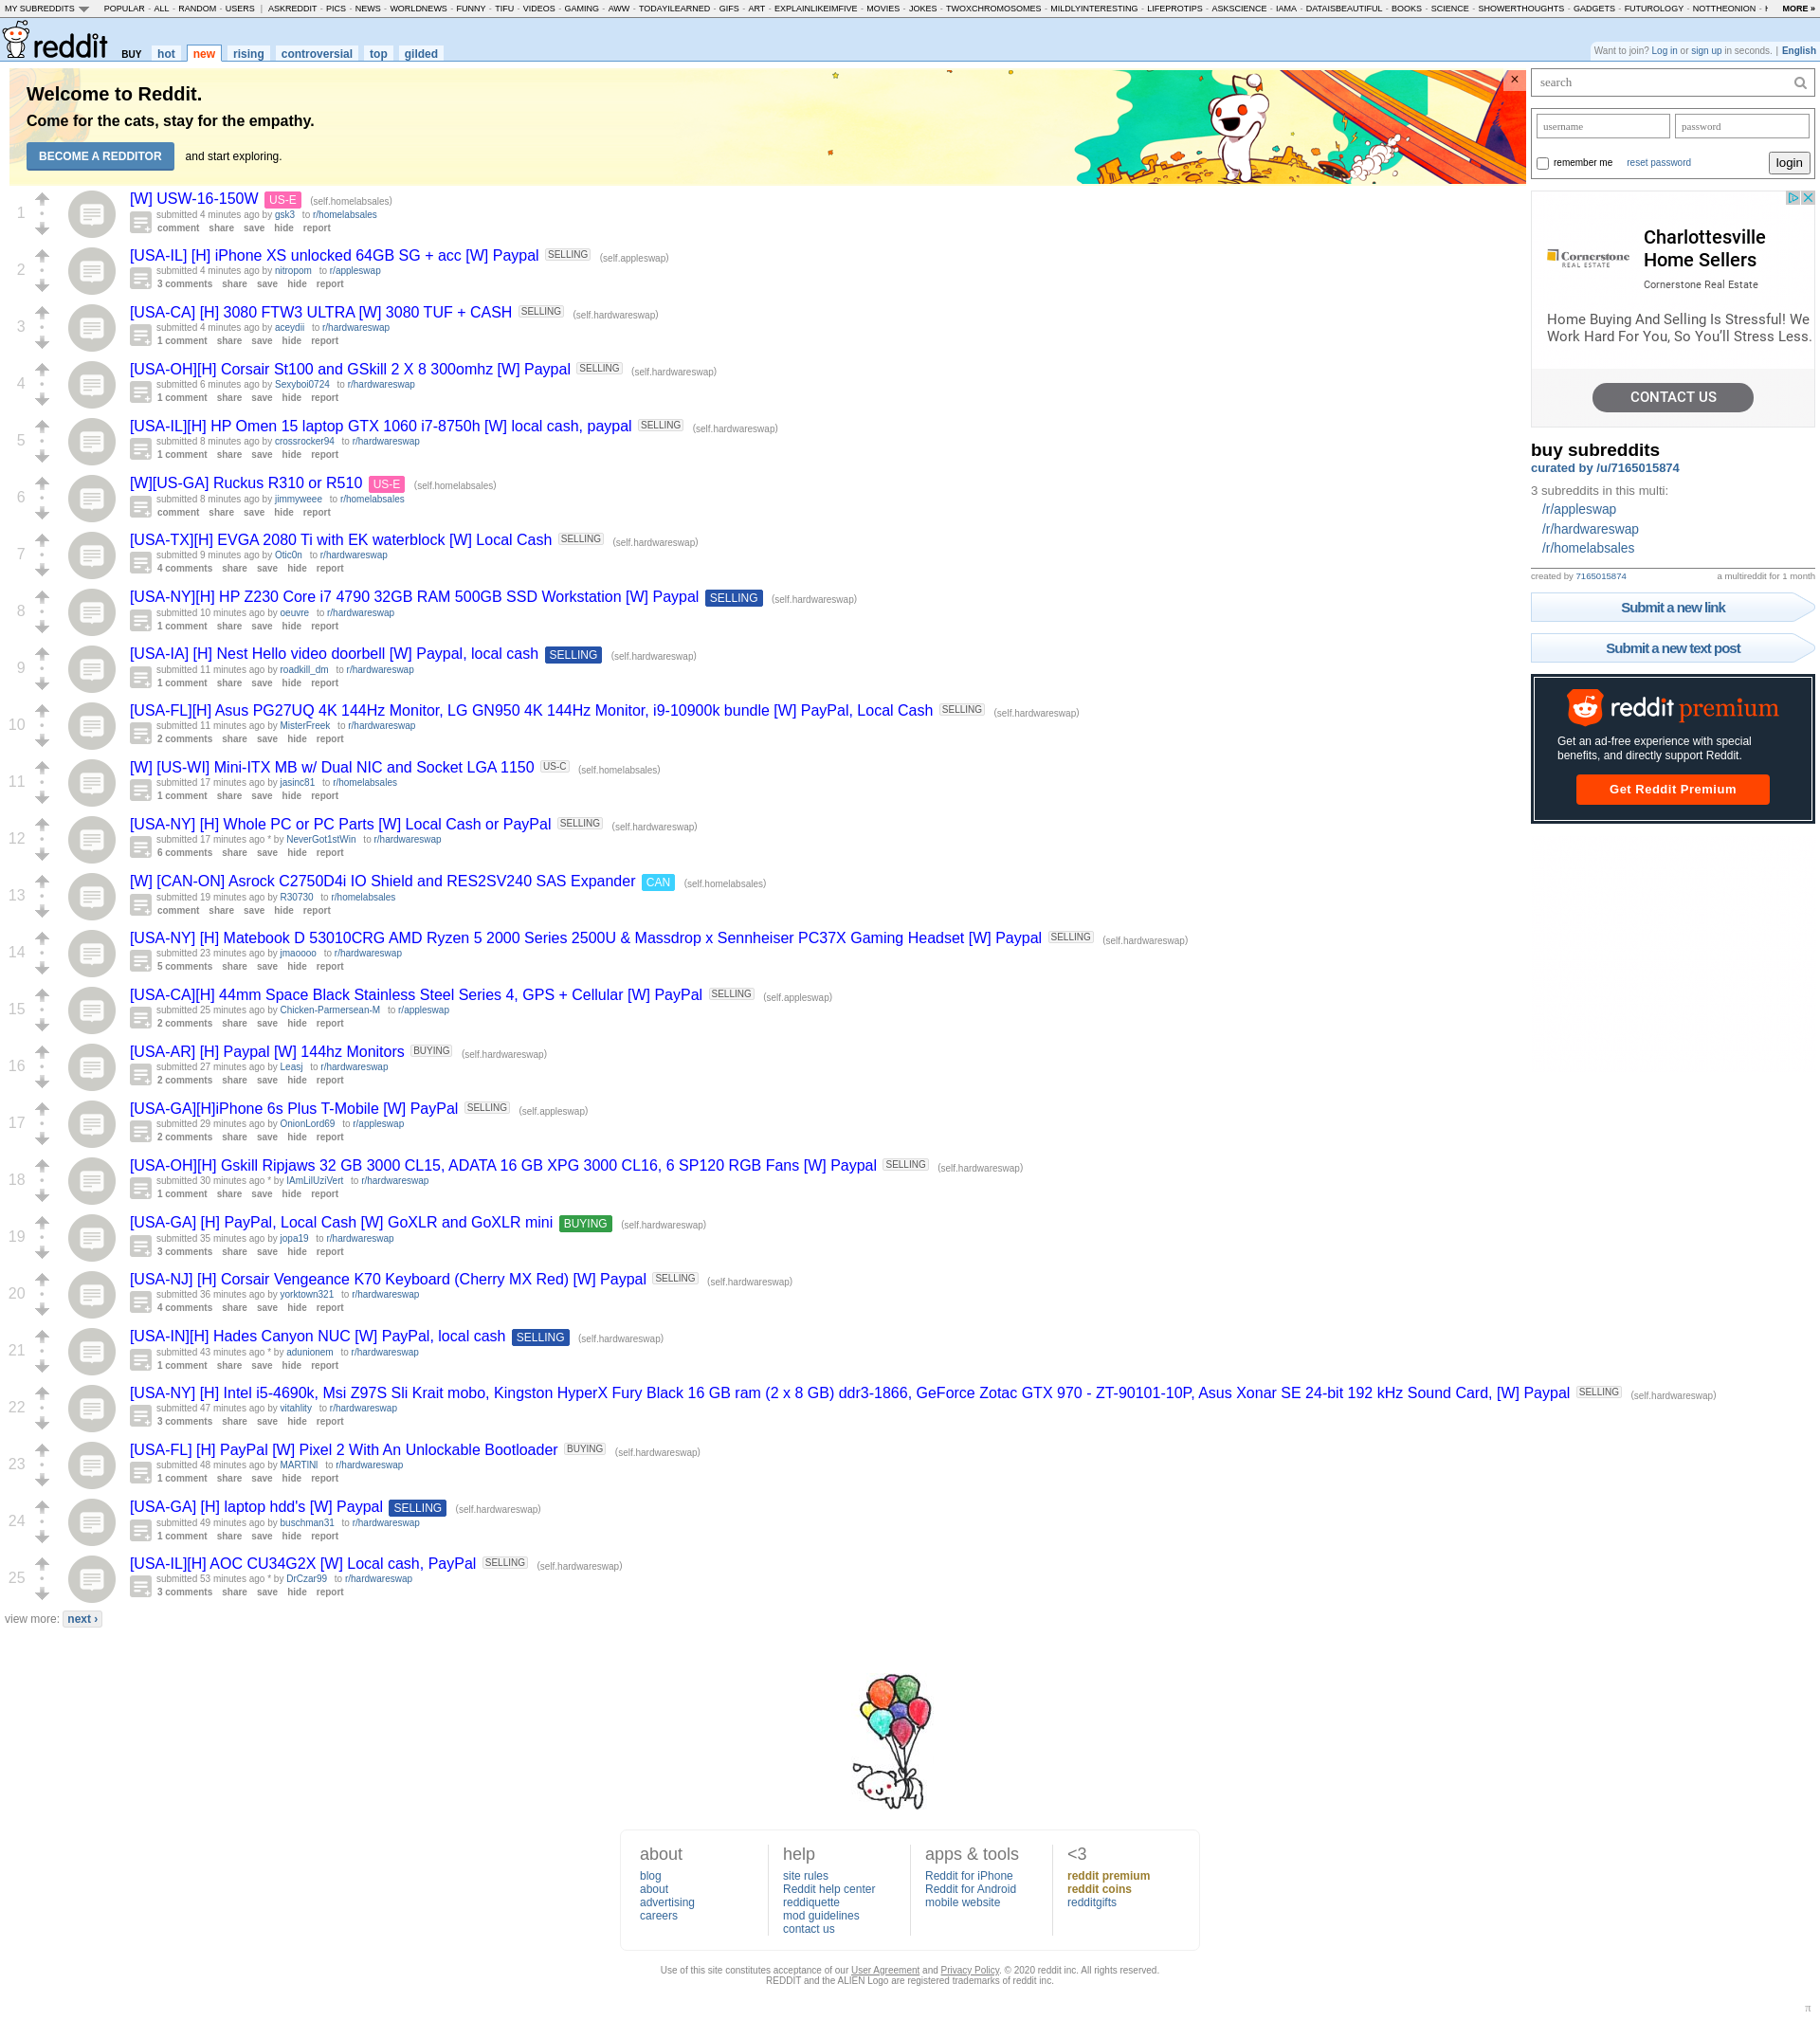 MY SUBREDDITS POPULAR - ALL - RANDOM - USERS | ASKREDDIT - PICS - NEWS - WORLDNEWS - FUNNY - TIFU - VIDEOS - GAMING - AWW - TODAYILEARNED - GIFS - ART - EXPLAINLIKEIMFIVE - MOVIES - JOKES - TWOXCHROMOSOMES - MILDLYINTERESTING - LIFEPROTIPS - ASKSCIENCE - IAMA - DATAISBEAUTIFUL - BOOKS - SCIENCE - SHOWERTHOUGHTS - GADGETS - FUTUROLOGY - NOTTHEONION - MORE »
reddit BUY hot new rising controversial top gilded
Want to join? Log in or sign up in seconds. | English
Welcome to Reddit.
Come for the cats, stay for the empathy.
BECOME A REDDITOR and start exploring.
×
1
[W] USW-16-150W US-E (self.homelabsales)
submitted 4 minutes ago by gsk3 to r/homelabsales
comment share save hide report
2
[USA-IL] [H] iPhone XS unlocked 64GB SG + acc [W] Paypal SELLING (self.appleswap)
submitted 4 minutes ago by nitropom to r/appleswap
3 comments share save hide report
3
[USA-CA] [H] 3080 FTW3 ULTRA [W] 3080 TUF + CASH SELLING (self.hardwareswap)
submitted 4 minutes ago by aceydii to r/hardwareswap
1 comment share save hide report
4
[USA-OH][H] Corsair St100 and GSkill 2 X 8 300omhz [W] Paypal SELLING (self.hardwareswap)
submitted 6 minutes ago by Sexyboi0724 to r/hardwareswap
1 comment share save hide report
5
[USA-IL][H] HP Omen 15 laptop GTX 1060 i7-8750h [W] local cash, paypal SELLING (self.hardwareswap)
submitted 8 minutes ago by crossrocker94 to r/hardwareswap
1 comment share save hide report
6
[W][US-GA] Ruckus R310 or R510 US-E (self.homelabsales)
submitted 8 minutes ago by jimmyweee to r/homelabsales
comment share save hide report
7
[USA-TX][H] EVGA 2080 Ti with EK waterblock [W] Local Cash SELLING (self.hardwareswap)
submitted 9 minutes ago by Otic0n to r/hardwareswap
4 comments share save hide report
8
[USA-NY][H] HP Z230 Core i7 4790 32GB RAM 500GB SSD Workstation [W] Paypal SELLING (self.hardwareswap)
submitted 10 minutes ago by oeuvre to r/hardwareswap
1 comment share save hide report
9
[USA-IA] [H] Nest Hello video doorbell [W] Paypal, local cash SELLING (self.hardwareswap)
submitted 11 minutes ago by roadkill_dm to r/hardwareswap
1 comment share save hide report
10
[USA-FL][H] Asus PG27UQ 4K 144Hz Monitor, LG GN950 4K 144Hz Monitor, i9-10900k bundle [W] PayPal, Local Cash SELLING (self.hardwareswap)
submitted 11 minutes ago by MisterFreek to r/hardwareswap
2 comments share save hide report
11
[W] [US-WI] Mini-ITX MB w/ Dual NIC and Socket LGA 1150 US-C (self.homelabsales)
submitted 17 minutes ago by jasinc81 to r/homelabsales
1 comment share save hide report
12
[USA-NY] [H] Whole PC or PC Parts [W] Local Cash or PayPal SELLING (self.hardwareswap)
submitted 17 minutes ago * by NeverGot1stWin to r/hardwareswap
6 comments share save hide report
13
[W] [CAN-ON] Asrock C2750D4i IO Shield and RES2SV240 SAS Expander CAN (self.homelabsales)
submitted 19 minutes ago by R30730 to r/homelabsales
comment share save hide report
14
[USA-NY] [H] Matebook D 53010CRG AMD Ryzen 5 2000 Series 2500U & Massdrop x Sennheiser PC37X Gaming Headset [W] Paypal SELLING (self.hardwareswap)
submitted 23 minutes ago by jmaoooo to r/hardwareswap
5 comments share save hide report
15
[USA-CA][H] 44mm Space Black Stainless Steel Series 4, GPS + Cellular [W] PayPal SELLING (self.appleswap)
submitted 25 minutes ago by Chicken-Parmersean-M to r/appleswap
2 comments share save hide report
16
[USA-AR] [H] Paypal [W] 144hz Monitors BUYING (self.hardwareswap)
submitted 27 minutes ago by Leasj to r/hardwareswap
2 comments share save hide report
17
[USA-GA][H]iPhone 6s Plus T-Mobile [W] PayPal SELLING (self.appleswap)
submitted 29 minutes ago by OnionLord69 to r/appleswap
2 comments share save hide report
18
[USA-OH][H] Gskill Ripjaws 32 GB 3000 CL15, ADATA 16 GB XPG 3000 CL16, 6 SP120 RGB Fans [W] Paypal SELLING (self.hardwareswap)
submitted 30 minutes ago * by IAmLilUziVert to r/hardwareswap
1 comment share save hide report
19
[USA-GA] [H] PayPal, Local Cash [W] GoXLR and GoXLR mini BUYING (self.hardwareswap)
submitted 35 minutes ago by jopa19 to r/hardwareswap
3 comments share save hide report
20
[USA-NJ] [H] Corsair Vengeance K70 Keyboard (Cherry MX Red) [W] Paypal SELLING (self.hardwareswap)
submitted 36 minutes ago by yorktown321 to r/hardwareswap
4 comments share save hide report
21
[USA-IN][H] Hades Canyon NUC [W] PayPal, local cash SELLING (self.hardwareswap)
submitted 43 minutes ago * by adunionem to r/hardwareswap
1 comment share save hide report
22
[USA-NY] [H] Intel i5-4690k, Msi Z97S Sli Krait mobo, Kingston HyperX Fury Black 16 GB ram (2 x 8 GB) ddr3-1866, GeForce Zotac GTX 970 - ZT-90101-10P, Asus Xonar SE 24-bit 192 kHz Sound Card, [W] Paypal SELLING (self.hardwareswap)
submitted 47 minutes ago by vitahlity to r/hardwareswap
3 comments share save hide report
23
[USA-FL] [H] PayPal [W] Pixel 2 With An Unlockable Bootloader BUYING (self.hardwareswap)
submitted 48 minutes ago by MARTINI to r/hardwareswap
1 comment share save hide report
24
[USA-GA] [H] laptop hdd's [W] Paypal SELLING (self.hardwareswap)
submitted 49 minutes ago by buschman31 to r/hardwareswap
1 comment share save hide report
25
[USA-IL][H] AOC CU34G2X [W] Local cash, PayPal SELLING (self.hardwareswap)
submitted 53 minutes ago * by DrCzar99 to r/hardwareswap
3 comments share save hide report
view more: next ›
search
username password
remember me reset password login
Charlottesville
Home Sellers
Cornerstone
REAL ESTATE
Cornerstone Real Estate
Home Buying And Selling Is Stressful! We
Work Hard For You, So You'll Stress Less.
CONTACT US
buy subreddits
curated by /u/7165015874
3 subreddits in this multi:
/r/appleswap
/r/hardwareswap
/r/homelabsales
created by 7165015874 a multireddit for 1 month
Submit a new link
Submit a new text post
reddit premium
Get an ad-free experience with special
benefits, and directly support Reddit.
Get Reddit Premium
about
blog
about
advertising
careers
help
site rules
Reddit help center
reddiquette
mod guidelines
contact us
apps & tools
Reddit for iPhone
Reddit for Android
mobile website
<3
reddit premium
reddit coins
redditgifts
Use of this site constitutes acceptance of our User Agreement and Privacy Policy. © 2020 reddit inc. All rights reserved.
REDDIT and the ALIEN Logo are registered trademarks of reddit inc.
π